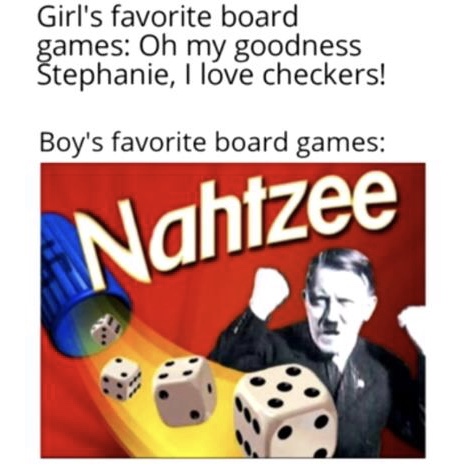 Girl's favorite board
games: Oh my goodness
Stephanie, I love checkers!
Boy's favorite board games:
Nahtzee